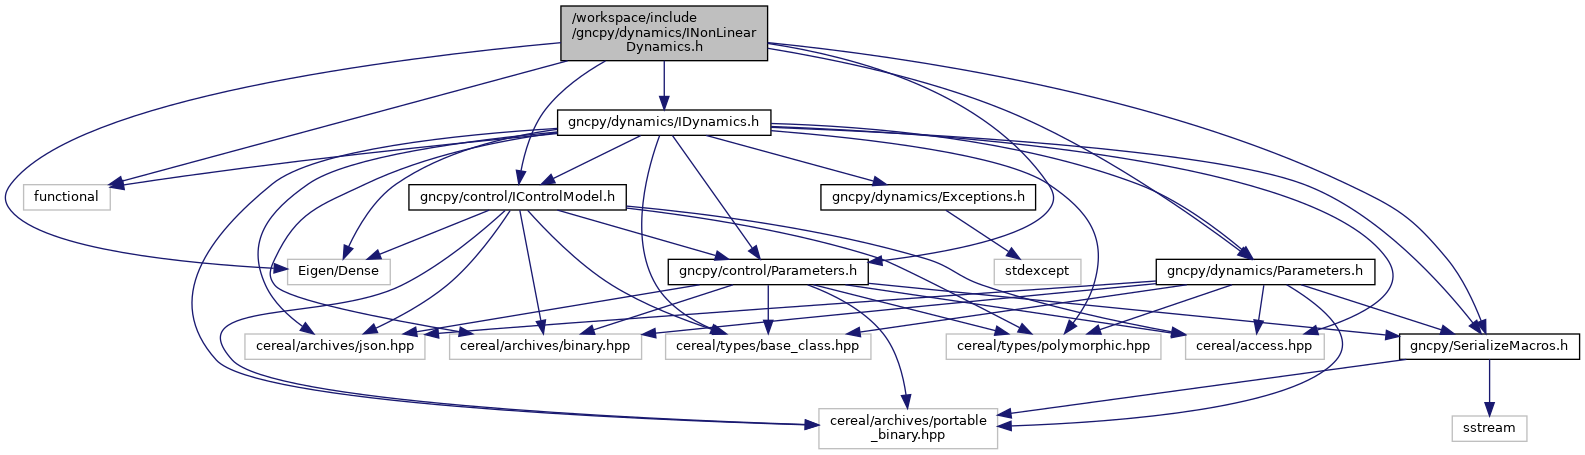 /workspace/include
/gncpy/dynamics/INonLinear
Dynamics.h
gncpy/dynamics/IDynamics.h
functional
gncpy/control/IControlModel.h
gncpy/dynamics/Exceptions.h
Eigen/Dense
gncpy/control/Parameters.h
stdexcept
gncpy/dynamics/Parameters.h
cereal/archives/json.hpp
cereal/archives/binary.hpp
cereal/types/base_class.hpp
cereal/types/polymorphic.hpp
cereal/access.hpp
gncpy/SerializeMacros.h
cereal/archives/portable
_binary.hpp
sstream